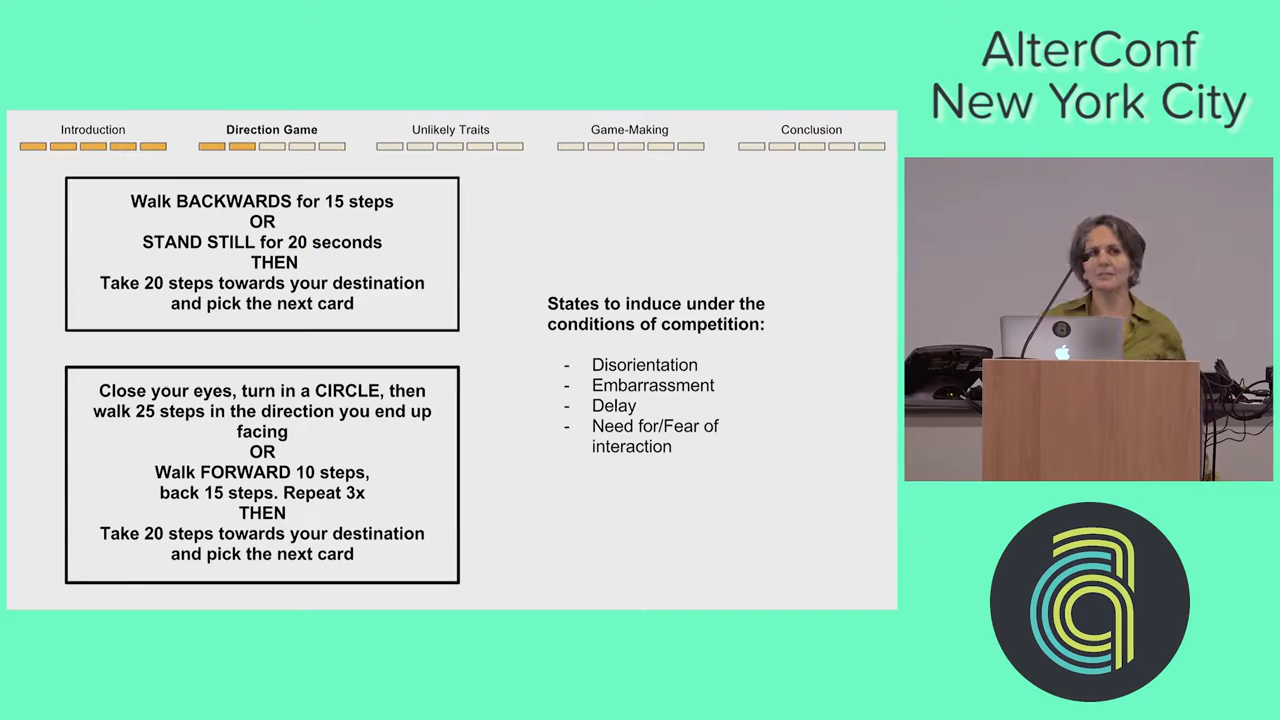 AlterConf
New York City
Introduction
Direction Game
Unlikely Traits
Game-Making
Conclusion
Walk BACKWARDS for 15 steps
OR
STAND STILL for 20 seconds
THEN
Take 20 steps towards your destination
and pick the next card
Close your eyes, turn in a CIRCLE, then
walk 25 steps in the direction you end up
facing
OR
Walk FORWARD 10 steps,
back 15 steps. Repeat 3x
THEN
Take 20 steps towards your destination
and pick the next card
States to induce under the
conditions of competition:
- Disorientation
- Embarrassment
- Delay
- Need for/Fear of
interaction